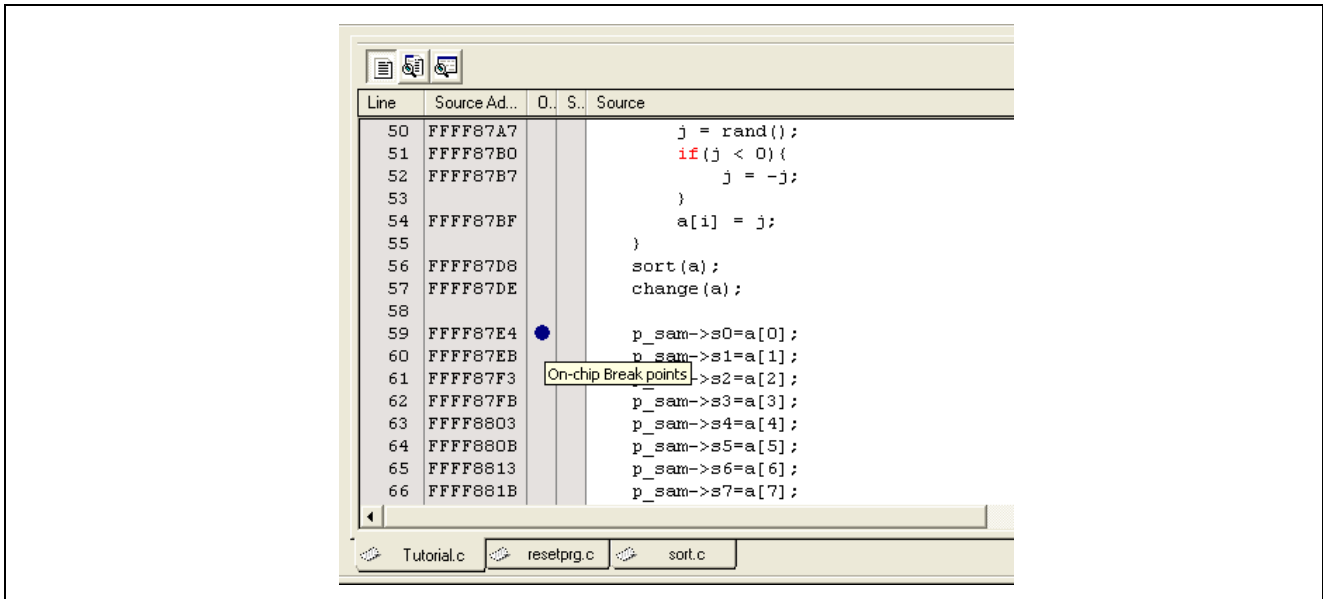 Line Source Ad... O.. S.. Source
50 FFFF87A7 j = rand();
51 FFFF87B0 if(j < 0){
52 FFFF87B7 j = -j;
53 }
54 FFFF87BF a[i] = j;
55 }
56 FFFF87D8 sort(a);
57 FFFF87DE change(a);
58
59 FFFF87E4 p_sam->s0=a[0];
60 FFFF87EB p_sam->s1=a[1];
On-chip Break points
61 FFFF87F3 ->s2=a[2];
62 FFFF87FB p_sam->s3=a[3];
63 FFFF8803 p_sam->s4=a[4];
64 FFFF880B p_sam->s5=a[5];
65 FFFF8813 p_sam->s6=a[6];
66 FFFF881B p_sam->s7=a[7];
Tutorial.c resetprg.c sort.c